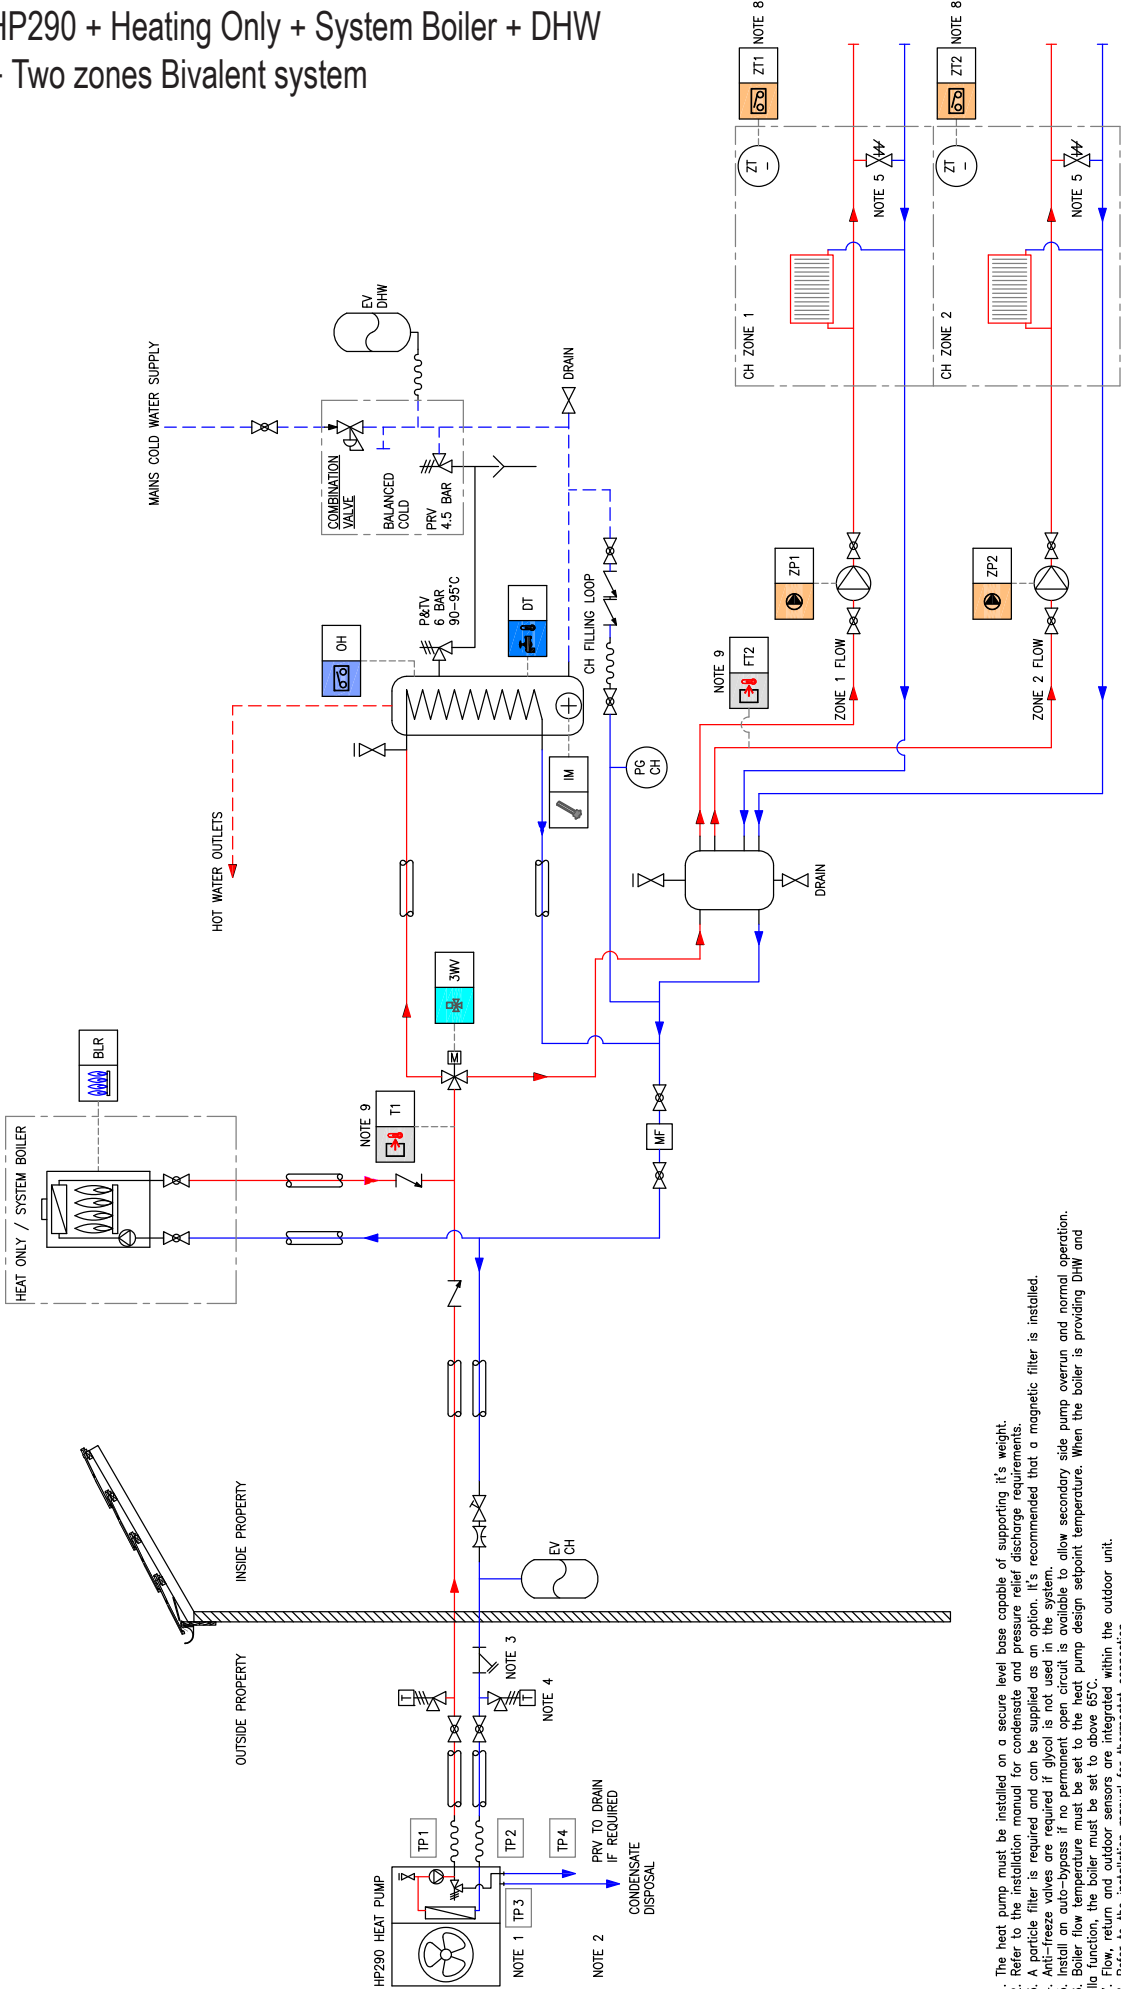 HP290 + Heating Only + System Boiler + DHW
- Two zones Bivalent system
HEAT ONLY / SYSTEM BOILER
BLR
MAINS COLD WATER SUPPLY
HOT WATER OUTLETS
COMBINATION
VALVE
BALANCED
COLD
PRV
4.5 BAR
EV
DHW
DRAIN
P&TV
6 BAR
90-95°C
OH
DT
IM
CH FILLING LOOP
PG
CH
NOTE 9
T1
3WV
M
MF
DRAIN
NOTE 9
FT2
ZONE 1 FLOW
ZP1
ZONE 2 FLOW
ZP2
CH ZONE 1
ZT
-
ZT1
NOTE 8
NOTE 5
CH ZONE 2
ZT
-
ZT2
NOTE 8
NOTE 5
INSIDE PROPERTY
OUTSIDE PROPERTY
EV
CH
NOTE 3
NOTE 4
T
T
HP290 HEAT PUMP
TP1
TP2
TP3
TP4
NOTE 1
NOTE 2
PRV TO DRAIN
IF REQUIRED
CONDENSATE
DISPOSAL
. The heat pump must be installed on a secure level base capable of supporting it's weight.
. Refer to the installation manual for condensate and pressure relief discharge requirements.
. A particle filter is required and can be supplied as an option. It's recommended that a magnetic filter is installed.
. Anti-freeze valves are required if glycol is not used in the system.
. Install an auto-bypass if no permanent open circuit is available to allow secondary side pump overrun and normal operation.
. Boiler flow temperature must be set to the heat pump design setpoint temperature. When the boiler is providing DHW and
lla function, the boiler must be set to above 65°C.
. Flow, return and outdoor sensors are integrated within the outdoor unit.
. Refer to the installation manual for thermostat connection.